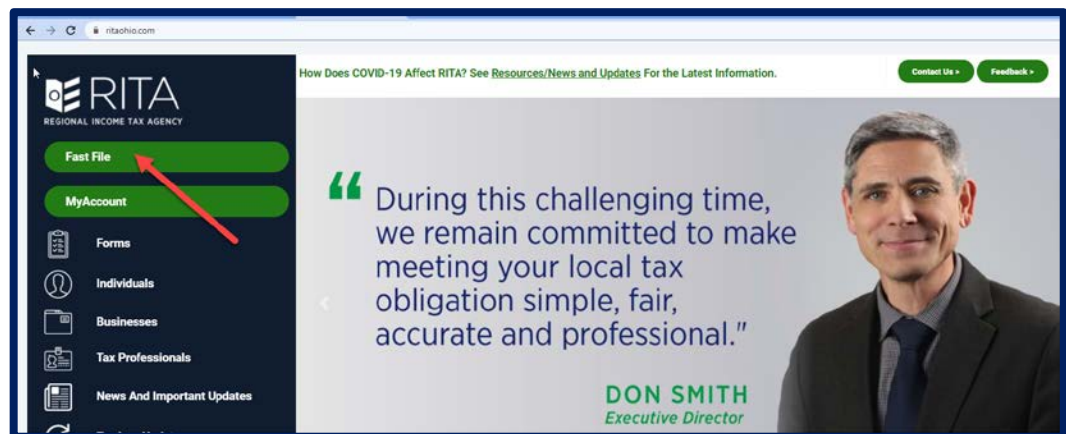 ritaohio.com
How Does COVID-19 Affect RITA? See Resources/News and Updates For the Latest Information.
Contact Us >
Feedback >
RITA
REGIONAL INCOME TAX AGENCY
Fast File
MyAccount
Forms
Individuals
Businesses
Tax Professionals
News And Important Updates
"During this challenging time,
we remain committed to make
meeting your local tax
obligation simple, fair,
accurate and professional."
DON SMITH
Executive Director